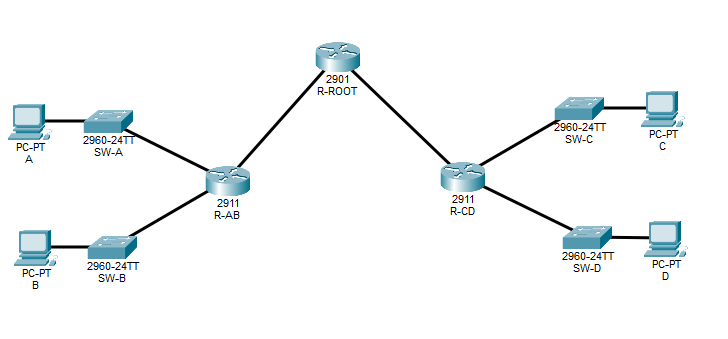 2901
R-ROOT
PC-PT
A
2960-24TT
SW-A
2911
R-AB
PC-PT
B
2960-24TT
SW-B
2960-24TT
SW-C
PC-PT
C
2911
R-CD
2960-24TT
SW-D
PC-PT
D